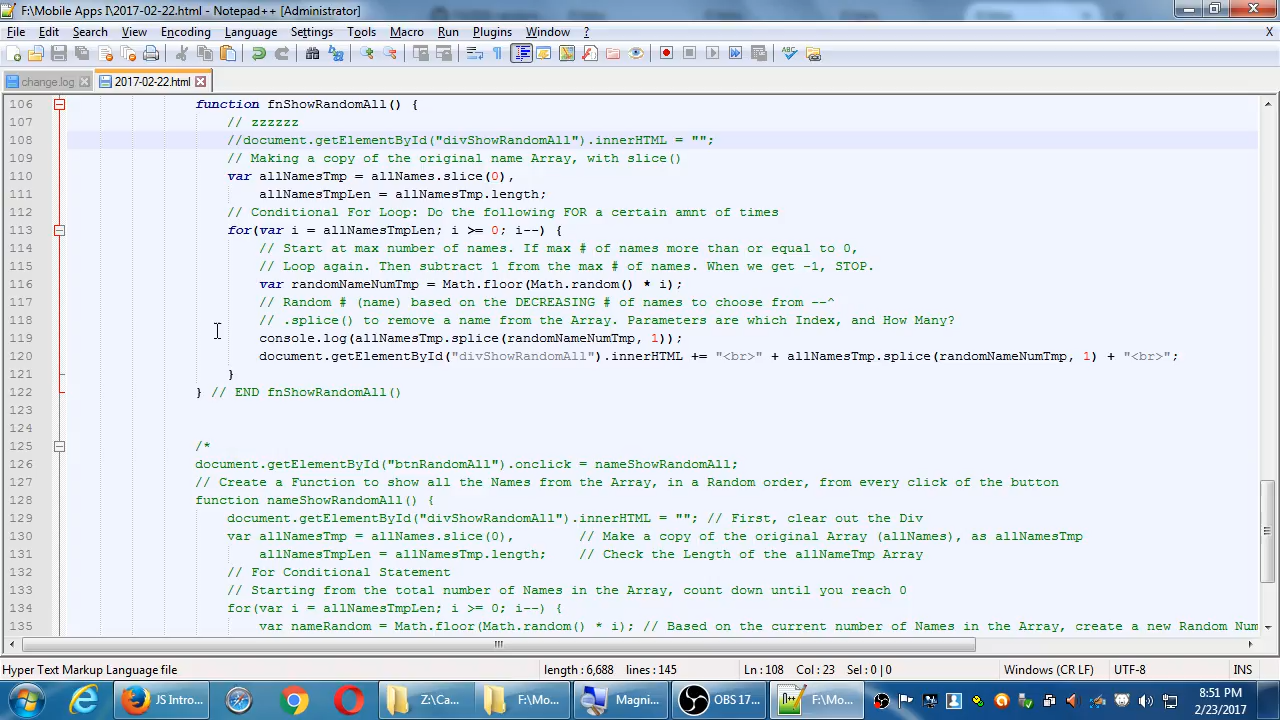 F:\Mobile Apps I\2017-02-22.html - Notepad++ [Administrator]
File Edit Search View Encoding Language Settings Tools Macro Run Plugins Window ? X
change.log 2017-02-22.html
106 function fnShowRandomAll() {
107 // zzzzzz
108 //document.getElementById("divShowRandomAll").innerHTML = "";
109 // Making a copy of the original name Array, with slice()
110 var allNamesTmp = allNames.slice(0),
111 allNamesTmpLen = allNamesTmp.length;
112 // Conditional For Loop: Do the following FOR a certain amnt of times
113 for(var i = allNamesTmpLen; i >= 0; i--) {
114 // Start at max number of names. If max # of names more than or equal to 0,
115 // Loop again. Then subtract 1 from the max # of names. When we get -1, STOP.
116 var randomNameNumTmp = Math.floor(Math.random() * i);
117 // Random # (name) based on the DECREASING # of names to choose from --^
118 // .splice() to remove a name from the Array. Parameters are which Index, and How Many?
119 console.log(allNamesTmp.splice(randomNameNumTmp, 1));
120 document.getElementById("divShowRandomAll").innerHTML += "<br>" + allNamesTmp.splice(randomNameNumTmp, 1) + "<br>";
121 }
122 } // END fnShowRandomAll()
123
124
125 /*
126 document.getElementById("btnRandomAll").onclick = nameShowRandomAll;
127 // Create a Function to show all the Names from the Array, in a Random order, from every click of the button
128 function nameShowRandomAll() {
129 document.getElementById("divShowRandomAll").innerHTML = ""; // First, clear out the Div
130 var allNamesTmp = allNames.slice(0), // Make a copy of the original Array (allNames), as allNamesTmp
131 allNamesTmpLen = allNamesTmp.length; // Check the Length of the allNameTmp Array
132 // For Conditional Statement
133 // Starting from the total number of Names in the Array, count down until you reach 0
134 for(var i = allNamesTmpLen; i >= 0; i--) {
135 var nameRandom = Math.floor(Math.random() * i); // Based on the current number of Names in the Array, create a new Random Num
Hyper Text Markup Language file length : 6,688 lines : 145 Ln : 108 Col : 23 Sel : 0 | 0 Windows (CR LF) UTF-8 INS
JS Intro... Z:\Ca... F:\Mo... Magni... OBS 17... F:\Mo... 8:51 PM
2/23/2017